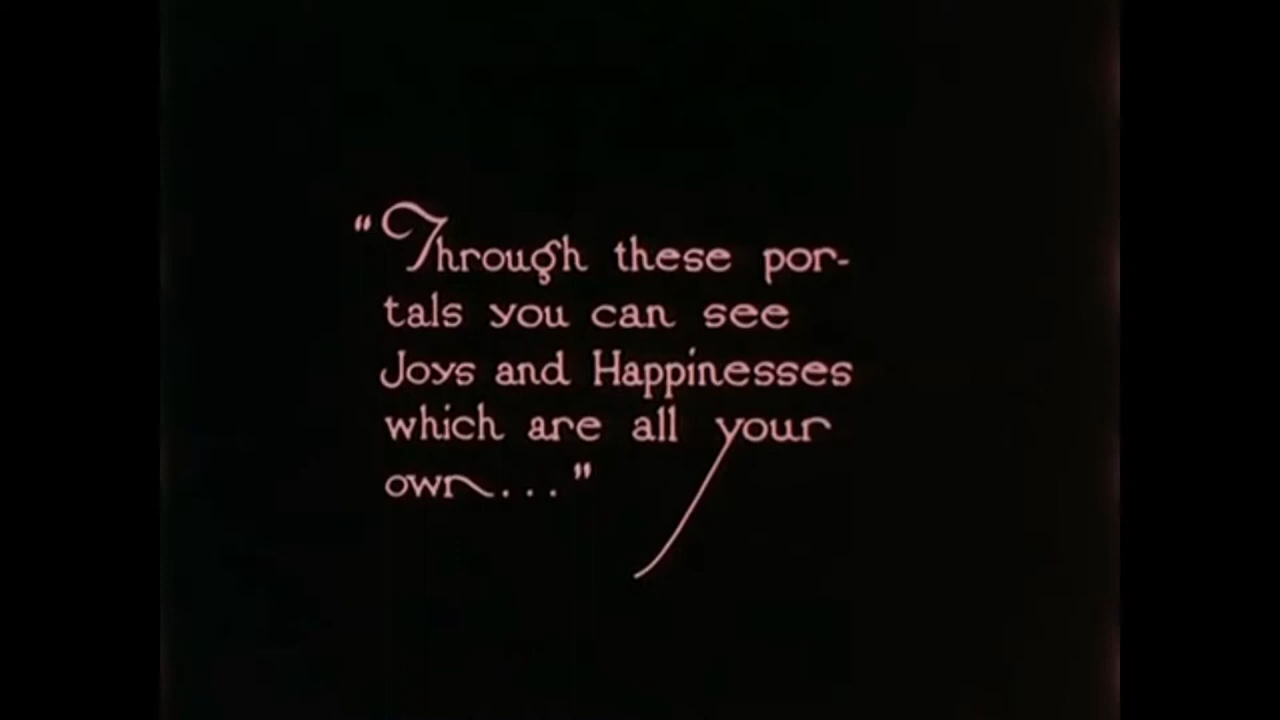 "Through these por-
tals you can see
Joys and Happinesses
which are all your
own..."